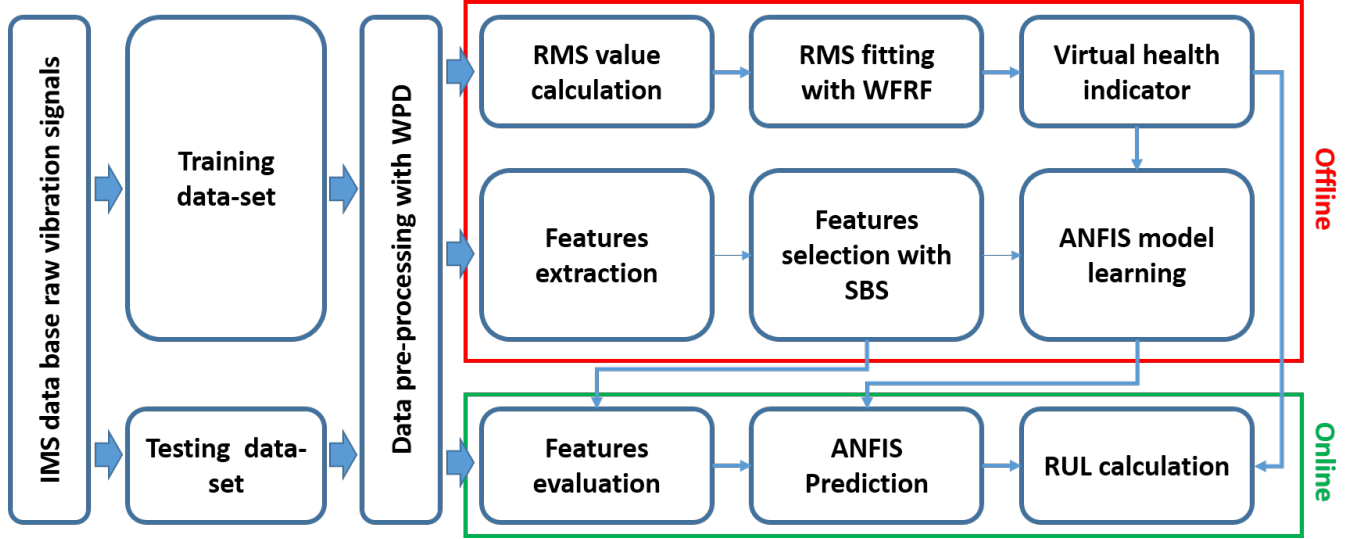 IMS data base raw vibration signals
Training
data-set
Testing data-
set
Data pre-processing with WPD
RMS value
calculation
RMS fitting
with WFRF
Virtual health
indicator
Features
extraction
Features
selection with
SBS
ANFIS model
learning
Offline
Features
evaluation
ANFIS
Prediction
RUL calculation
Online